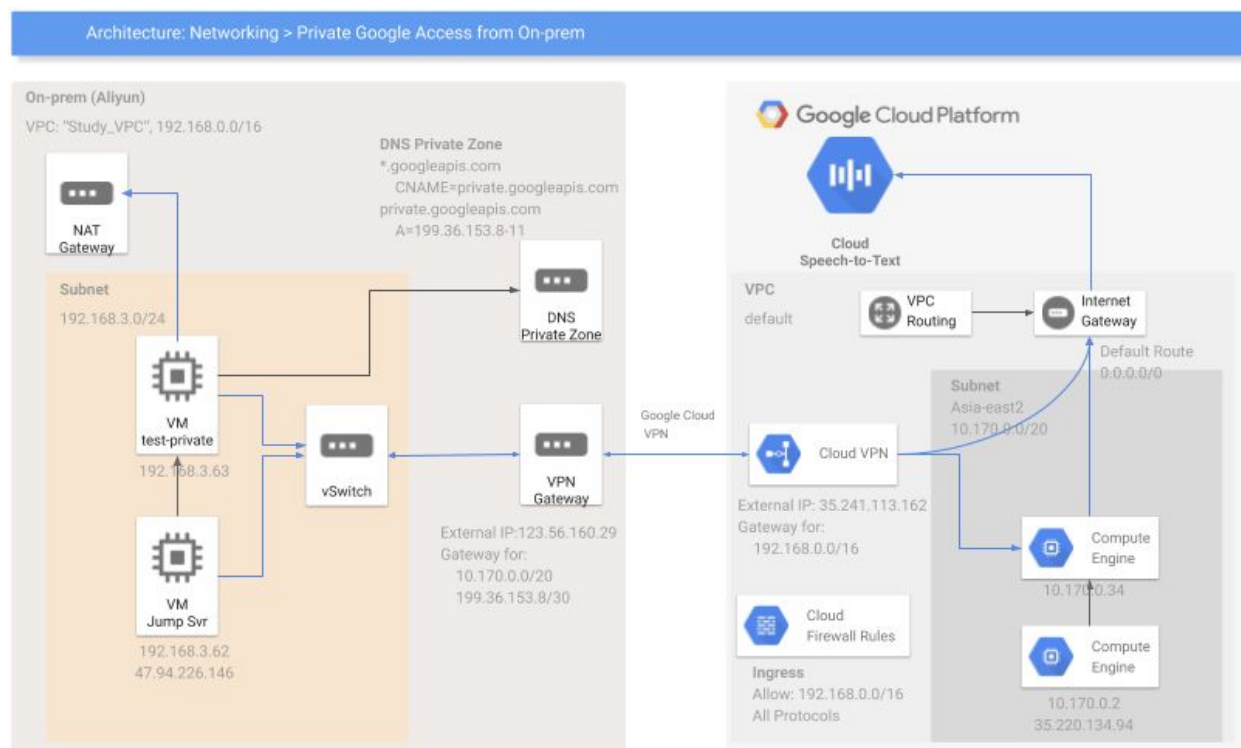 Architecture: Networking > Private Google Access from On-prem
On-prem (Aliyun)
VPC: "Study_VPC", 192.168.0.0/16
NAT
Gateway
DNS Private Zone
*.googleapis.com
CNAME=private.googleapis.com
private.googleapis.com
A=199.36.153.8-11
DNS
Private Zone
Subnet
192.168.3.0/24
VM
test-private
192.168.3.63
vSwitch
VM
Jump Svr
192.168.3.62
47.94.226.146
VPN
Gateway
External IP:123.56.160.29
Gateway for:
10.170.0.0/20
199.36.153.8/30
Google Cloud
VPN
Google Cloud Platform
Cloud
Speech-to-Text
VPC
default
VPC
Routing
Internet
Gateway
Default Route
0.0.0.0/0
Subnet
Asia-east2
10.170.0.0/20
Cloud VPN
External IP: 35.241.113.162
Gateway for:
192.168.0.0/16
Compute
Engine
10.170.0.34
Cloud
Firewall Rules
Ingress
Allow: 192.168.0.0/16
All Protocols
Compute
Engine
10.170.0.2
35.220.134.94